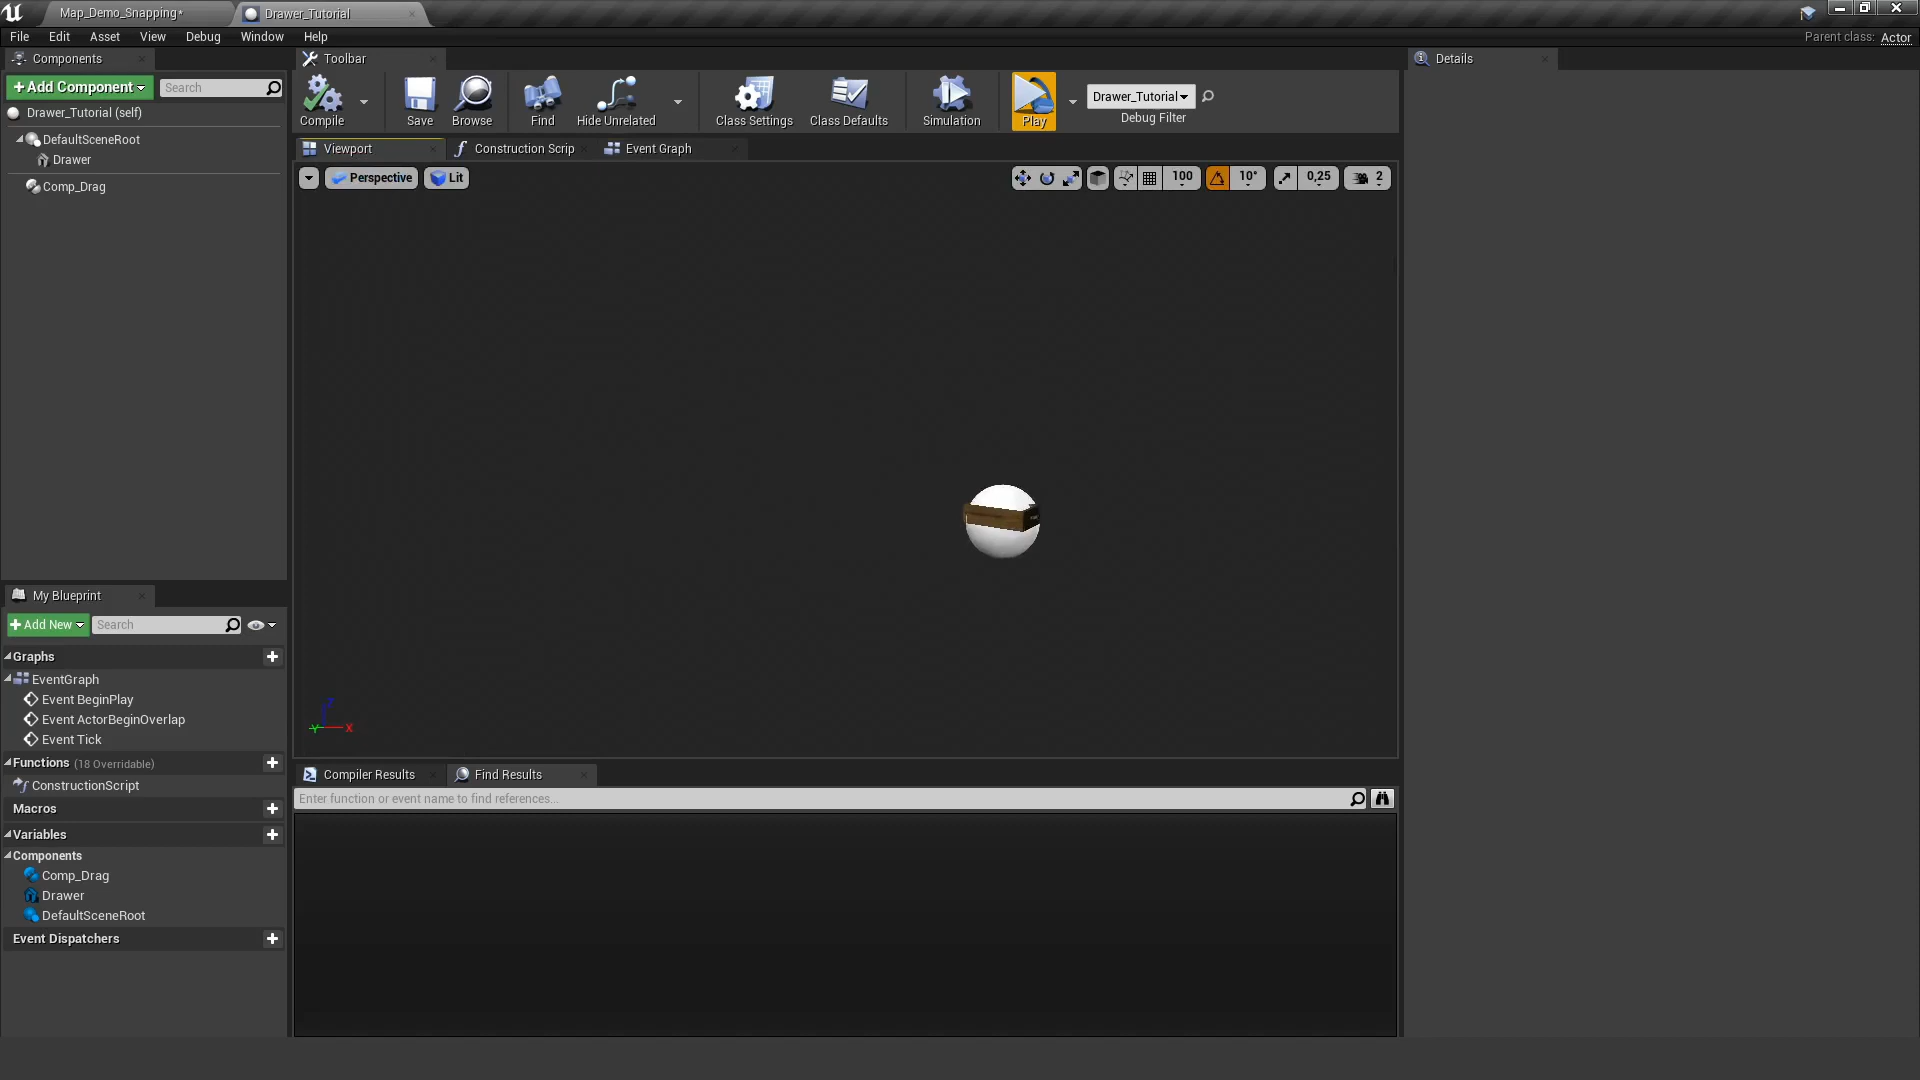 Map_Demo_Snapping*
Drawer_Tutorial
File Edit Asset View Debug Window Help
Parent class: Actor
Components
Toolbar
Details
+ Add Component
Search
Drawer_Tutorial (self)
DefaultSceneRoot
Drawer
Comp_Drag
Compile
Save
Browse
Find
Hide Unrelated
Class Settings
Class Defaults
Simulation
Play
Drawer_Tutorial
Debug Filter
Viewport
Construction Scrip
Event Graph
Perspective
Lit
100
10°
0,25
2
Z
Y
X
My Blueprint
+ Add New
Search
Graphs
EventGraph
Event BeginPlay
Event ActorBeginOverlap
Event Tick
Functions (18 Overridable)
ConstructionScript
Macros
Variables
Components
Comp_Drag
Drawer
DefaultSceneRoot
Event Dispatchers
Compiler Results
Find Results
Enter function or event name to find references...